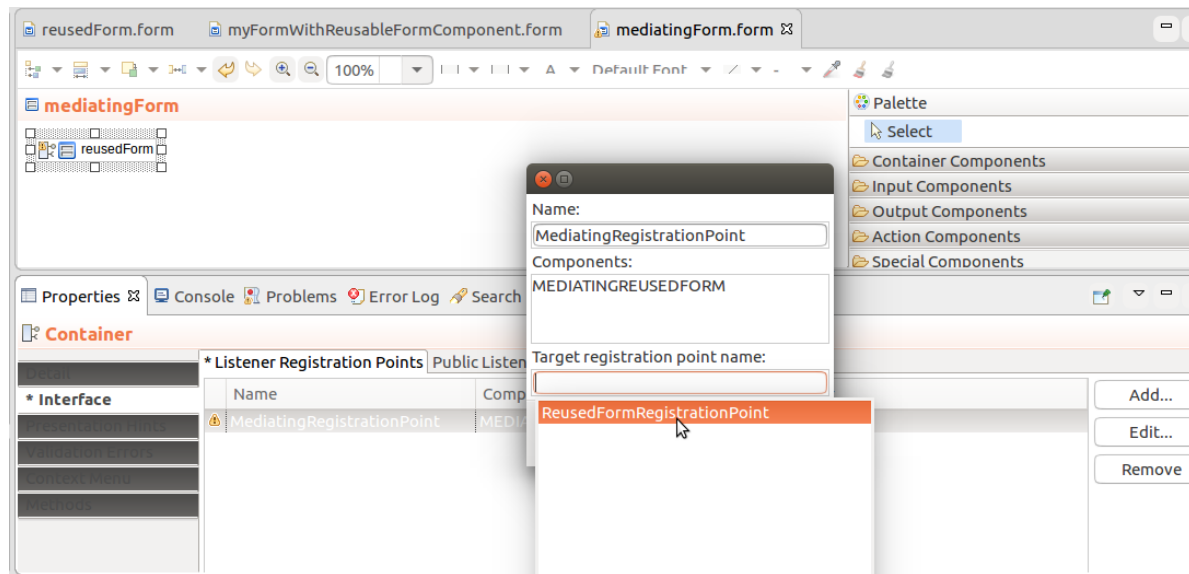 reusedForm.form
myFormWithReusableFormComponent.form
mediatingForm.form
100%
A
Default Font
mediatingForm
reusedForm
Palette
Select
Container Components
Input Components
Output Components
Action Components
Special Components
Name:
MediatingRegistrationPoint
Components:
MEDIATINGREUSEDFORM
Target registration point name:
ReusedFormRegistrationPoint
Properties
Console
Problems
Error Log
Search
Container
Detail
* Interface
Presentation Hints
Validation Errors
Context Menu
Methods
* Listener Registration Points
Public Listen
Name
Comp
MediatingRegistrationPoint
MEDIA
Add...
Edit...
Remove